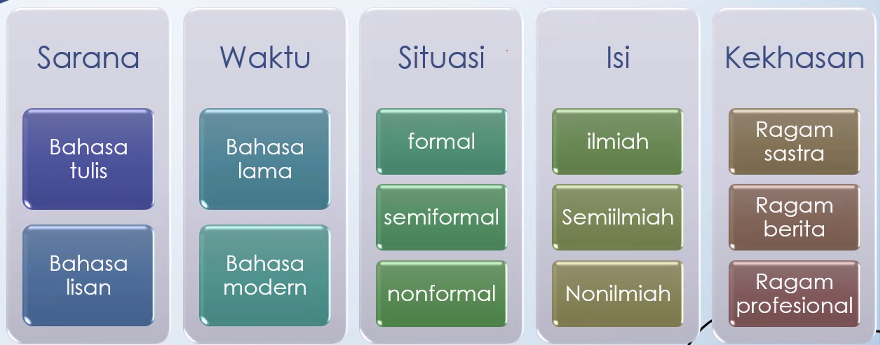 Sarana
Bahasa
tulis
Bahasa
lisan
Waktu
Bahasa
lama
Bahasa
modern
Situasi
formal
semiformal
nonformal
Isi
ilmiah
Semiilmiah
Nonilmiah
Kekhasan
Ragam
sastra
Ragam
berita
Ragam
profesional